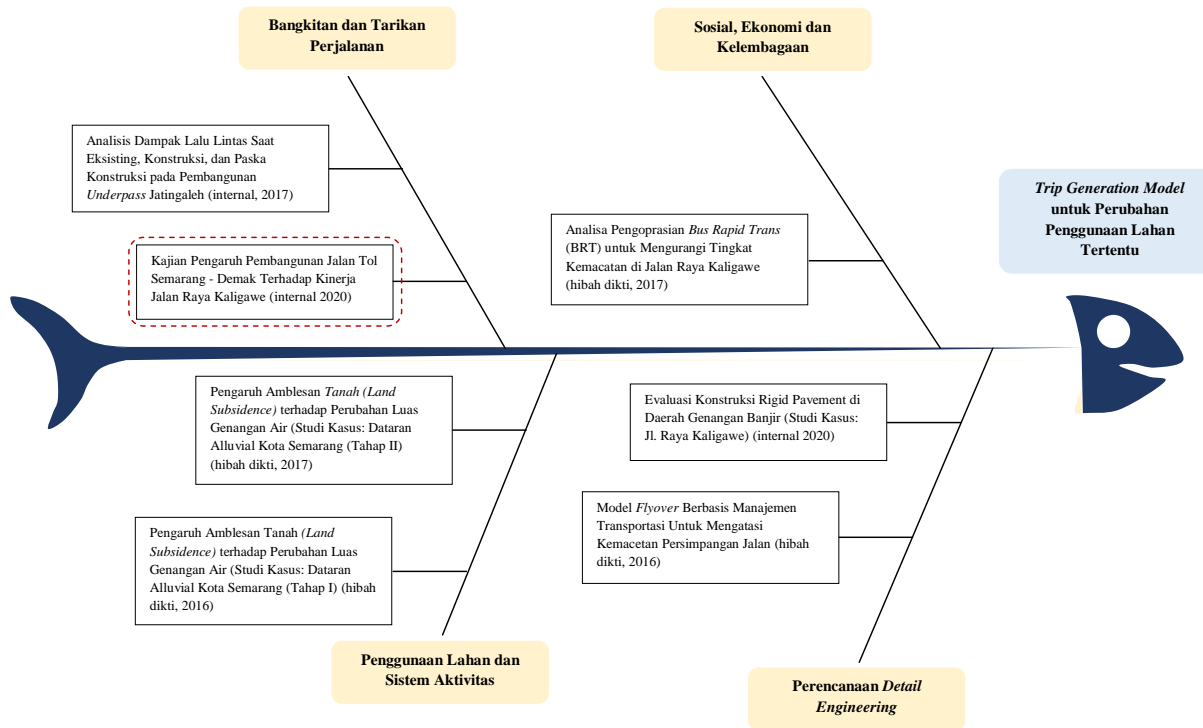 Bangkitan dan Tarikan
Perjalanan
Sosial, Ekonomi dan
Kelembagaan
Analisis Dampak Lalu Lintas Saat
Eksisting, Konstruksi, dan Paska
Konstruksi pada Pembangunan
Underpass Jatingaleh (internal, 2017)
Kajian Pengaruh Pembangunan Jalan Tol
Semarang - Demak Terhadap Kinerja
Jalan Raya Kaligawe (internal 2020)
Analisa Pengoprasian Bus Rapid Trans
(BRT) untuk Mengurangi Tingkat
Kemacatan di Jalan Raya Kaligawe
(hibah dikti, 2017)
Trip Generation Model
untuk Perubahan
Penggunaan Lahan
Tertentu
Pengaruh Amblesan Tanah (Land
Subsidence) terhadap Perubahan Luas
Genangan Air (Studi Kasus: Dataran
Alluvial Kota Semarang (Tahap II)
(hibah dikti, 2017)
Pengaruh Amblesan Tanah (Land
Subsidence) terhadap Perubahan Luas
Genangan Air (Studi Kasus: Dataran
Alluvial Kota Semarang (Tahap I) (hibah
dikti, 2016)
Evaluasi Konstruksi Rigid Pavement di
Daerah Genangan Banjir (Studi Kasus:
Jl. Raya Kaligawe) (internal 2020)
Model Flyover Berbasis Manajemen
Transportasi Untuk Mengatasi
Kemacetan Persimpangan Jalan (hibah
dikti, 2016)
Penggunaan Lahan dan
Sistem Aktivitas
Perencanaan Detail
Engineering